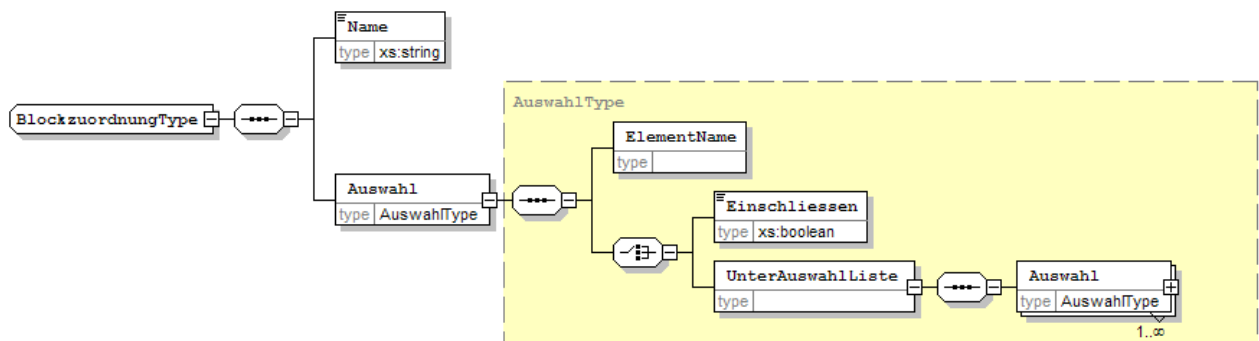 Name
type xs:string
BlockzuordnungType
AuswahlType
ElementName
type
Auswahl
type AuswahlType
Einschliessen
type xs:boolean
UnterAuswahlListe
type
Auswahl
type AuswahlType
1..∞